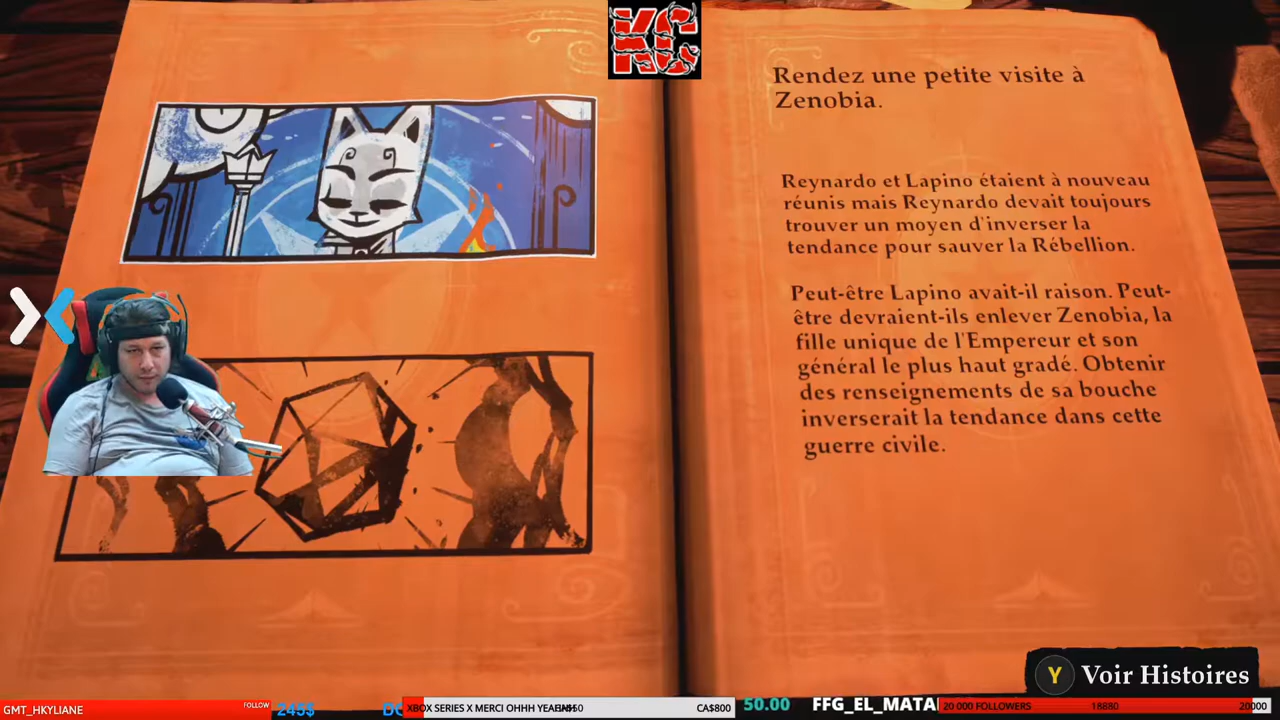 KC
Rendez une petite visite à
Zenobia.
Reynardo et Lapino étaient à nouveau
réunis mais Reynardo devait toujours
trouver un moyen d'inverser la
tendance pour sauver la Rébellion.
Peut-être Lapino avait-il raison. Peut-
être devraient-ils enlever Zenobia, la
fille unique de l'Empereur et son
général le plus haut gradé. Obtenir
des renseignements de sa bouche
inverserait la tendance dans cette
guerre civile.
Y Voir Histoires
GMT_HKYLIANE FOLLOW 245$ XBOX SERIES X MERCI OHHH YEAH CA$800 50.00 FFG_EL_MATA 20 000 FOLLOWERS 18880 20000